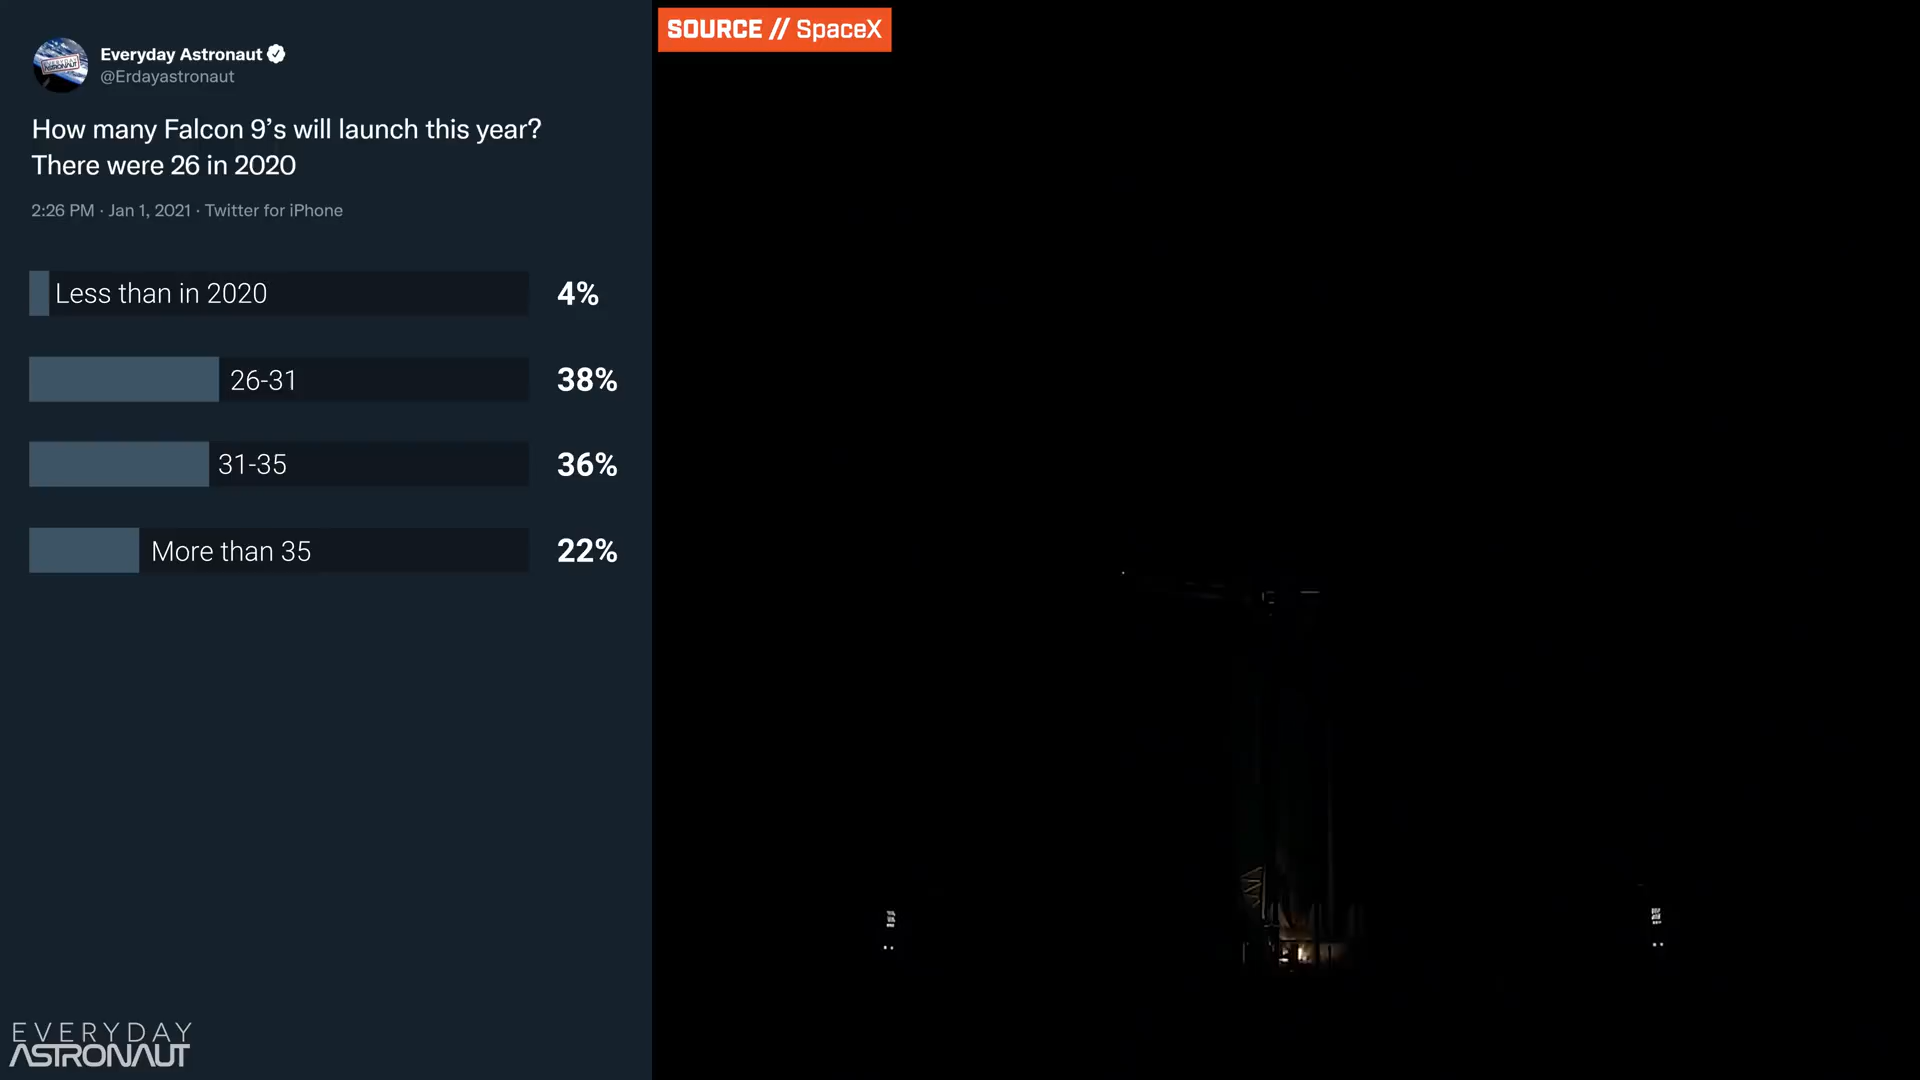 SOURCE // SpaceX
Everyday Astronaut
@Erdayastronaut
How many Falcon 9’s will launch this year?
There were 26 in 2020
2:26 PM · Jan 1, 2021 · Twitter for iPhone
Less than in 2020 4%
26-31 38%
31-35 36%
More than 35 22%
EVERYDAY
ASTRONAUT